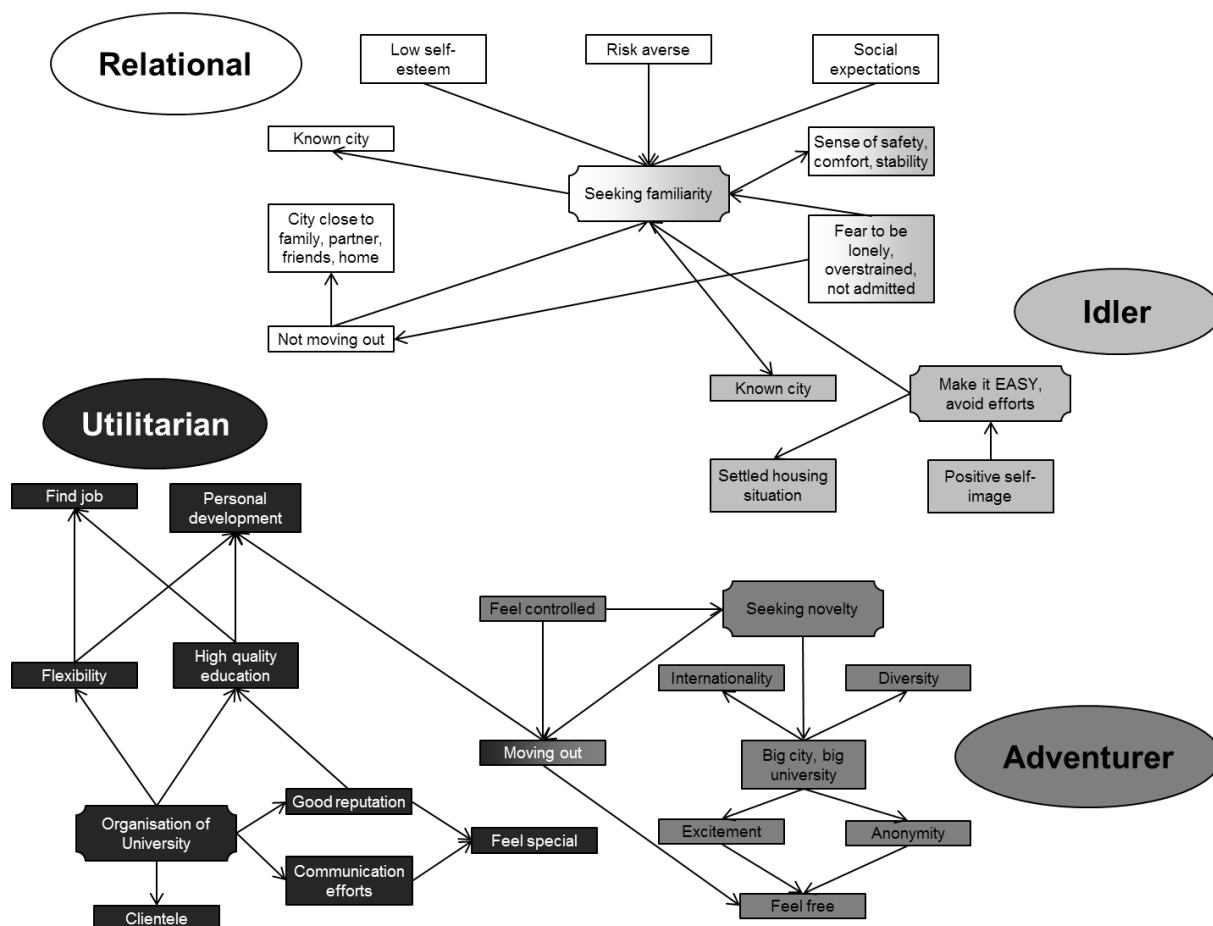 Relational
Low self-
esteem
Risk averse
Social
expectations
Known city
Sense of safety,
comfort, stability
Seeking familiarity
City close to
family, partner,
friends, home
Fear to be
lonely,
overstrained,
not admitted
Not moving out
Idler
Known city
Make it EASY,
avoid efforts
Settled housing
situation
Positive self-
image
Utilitarian
Find job
Personal
development
Feel controlled
Seeking novelty
Flexibility
High quality
education
Internationality
Diversity
Moving out
Big city, big
university
Adventurer
Good reputation
Organisation of
University
Feel special
Excitement
Anonymity
Communication
efforts
Feel free
Clientele